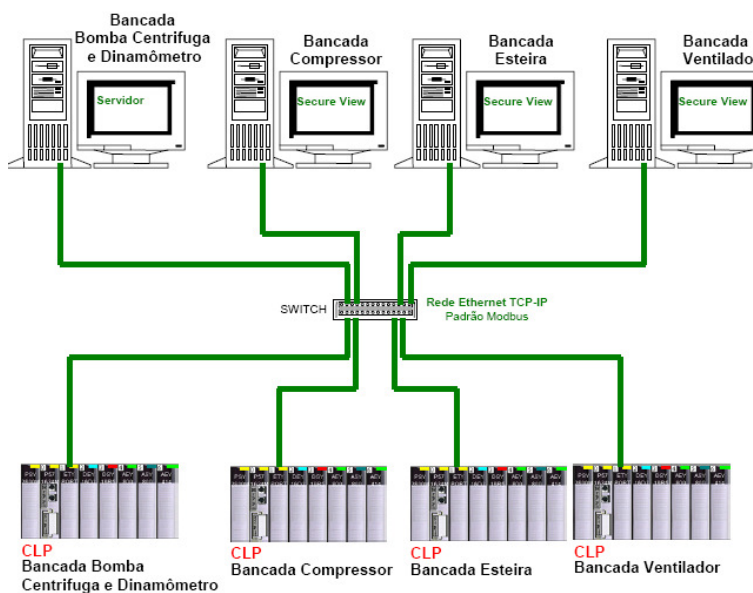 Bancada
Bomba Centrifuga
e Dinamômetro
Bancada
Compressor
Bancada
Esteira
Bancada
Ventilado
Servidor
Secure View
Secure View
Secure View
SWITCH
Rede Ethernet TCP-IP
Padrão Modbus
CLP
Bancada Bomba
Centrifuga e Dinamômetro
CLP
Bancada Compressor
CLP
Bancada Esteira
CLP
Bancada Ventilador